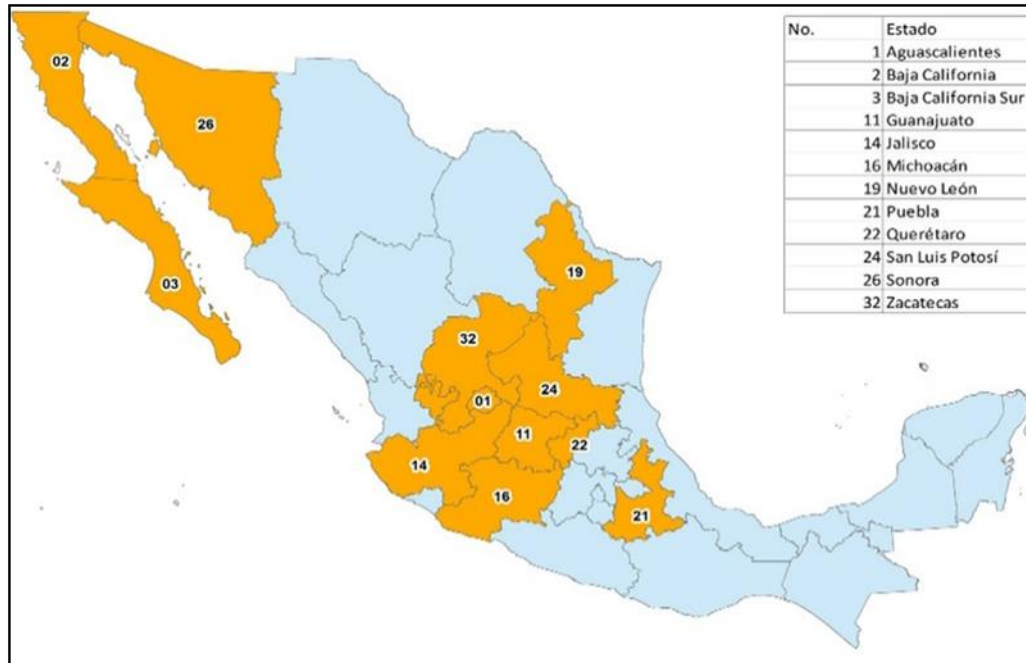 No. Estado
1 Aguascalientes
2 Baja California
3 Baja California Sur
11 Guanajuato
14 Jalisco
16 Michoacán
19 Nuevo León
21 Puebla
22 Querétaro
24 San Luis Potosí
26 Sonora
32 Zacatecas
02
26
19
03
32
24
01
11
22
14
16
21